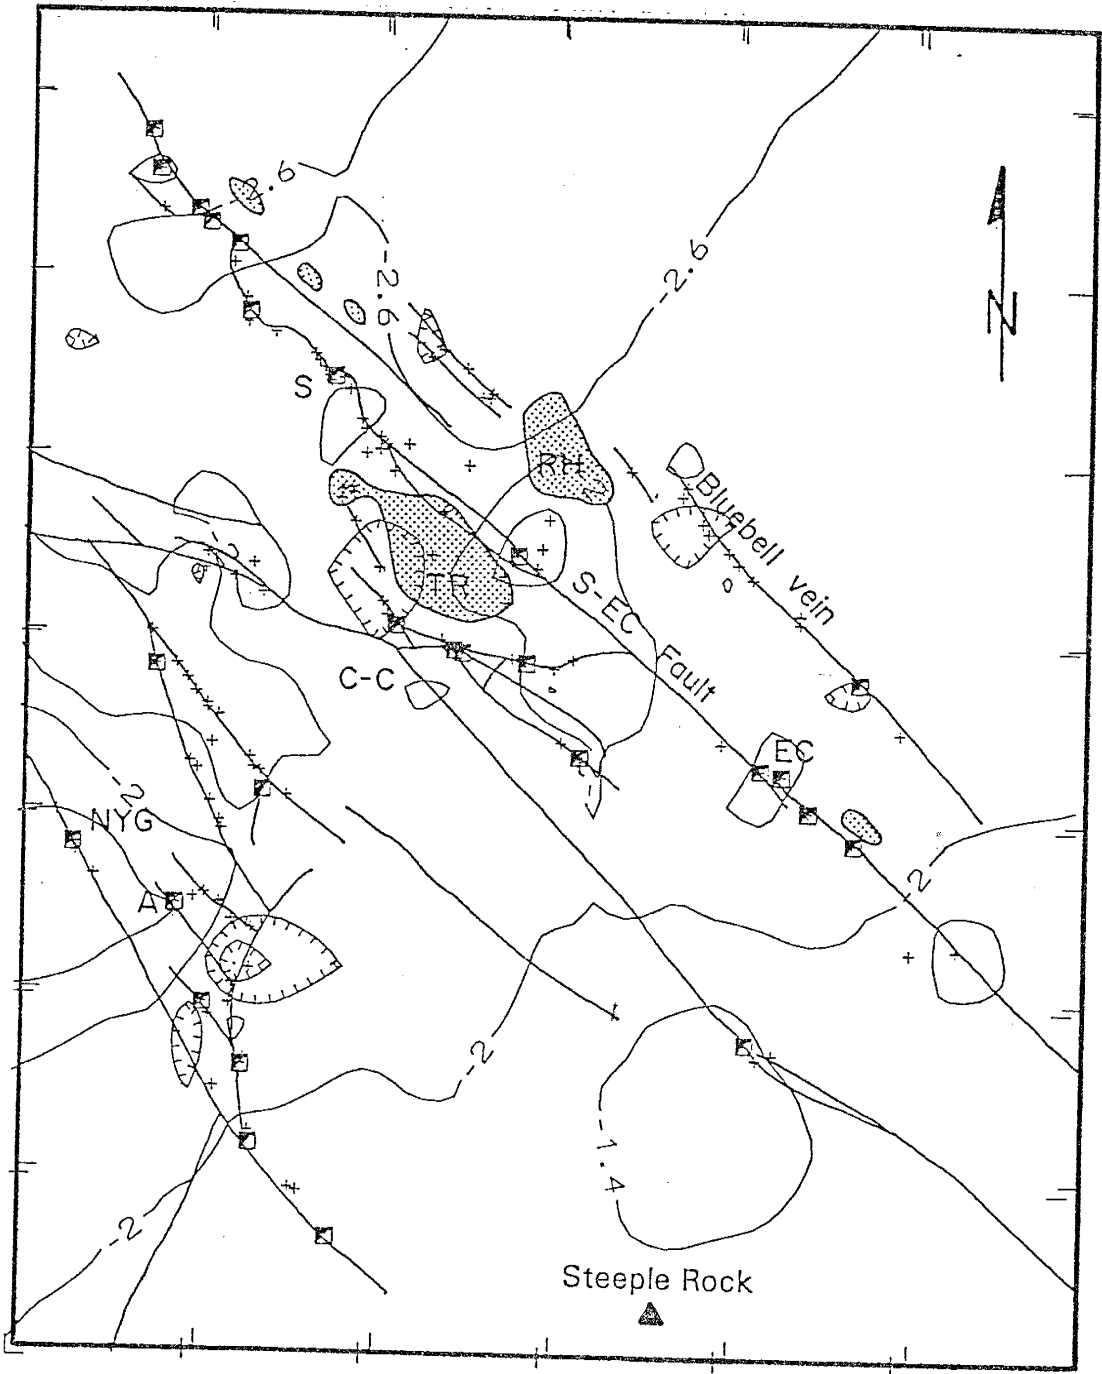 .6
-2.6
-2.6
N
S
RH
Bluebell vein
-2
TR
S-EC Fault
C-C
EC
-2
NYG
-2
A
-2
-1.4
-2
Steeple Rock